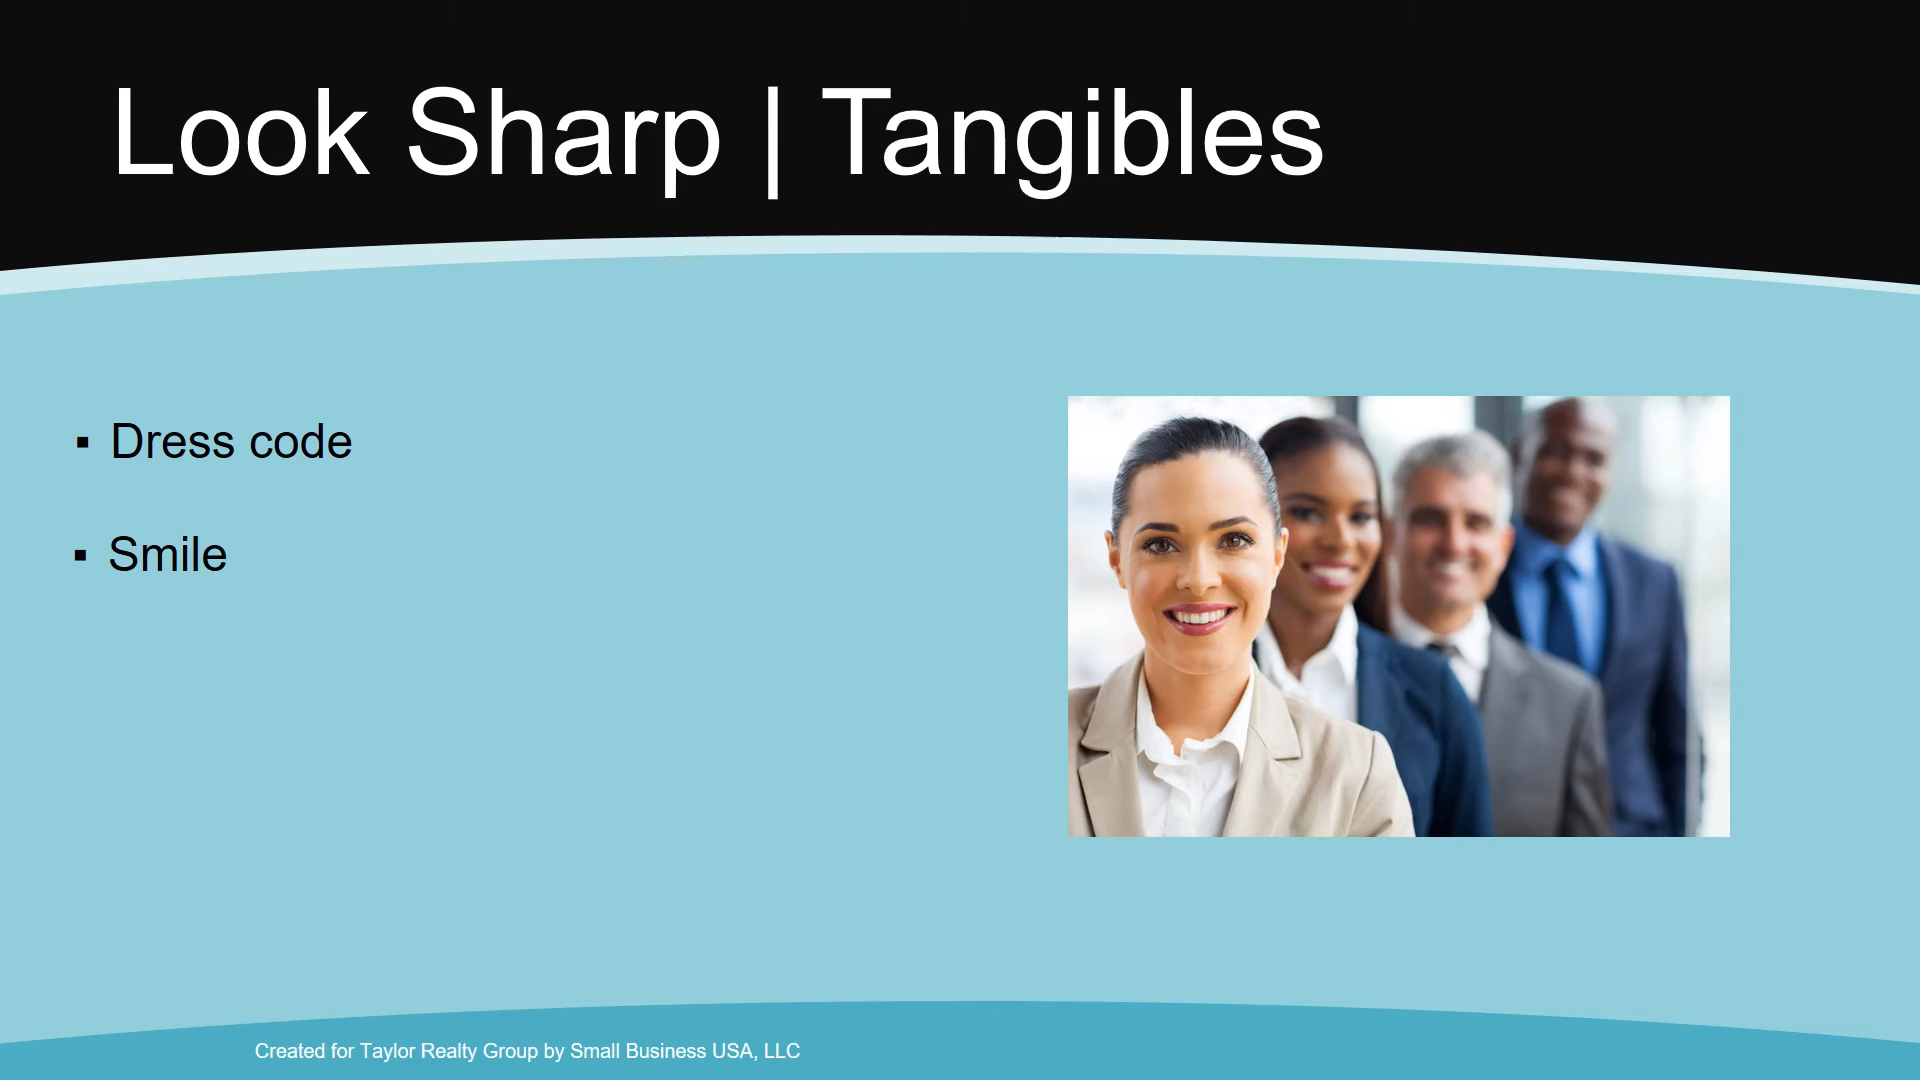 Look Sharp | Tangibles
▪ Dress code
▪ Smile
Created for Taylor Realty Group by Small Business USA, LLC